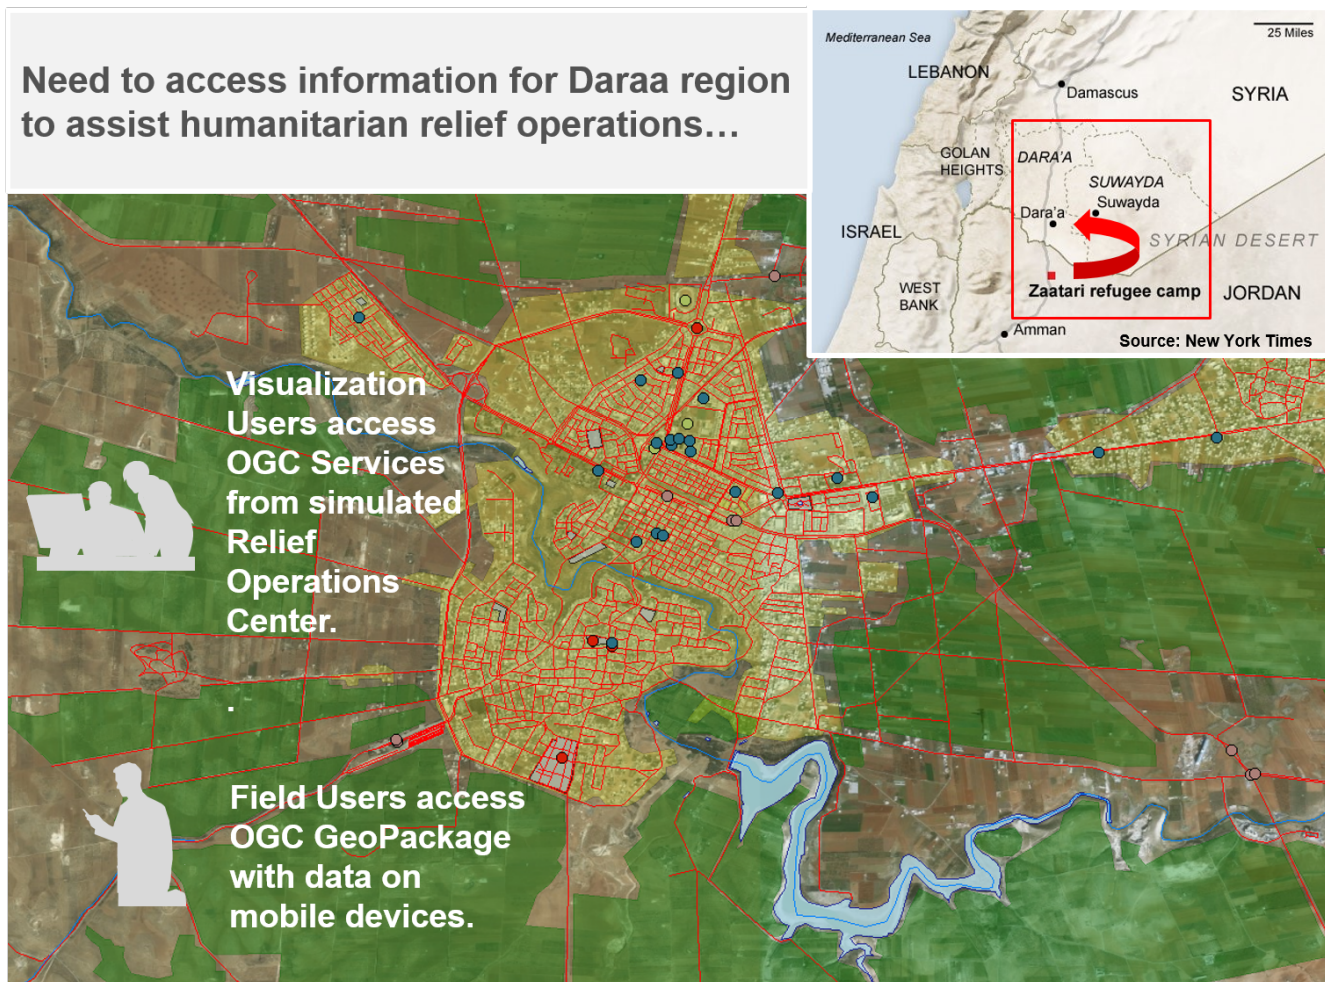 Need to access information for Daraa region
to assist humanitarian relief operations…
Mediterranean Sea
25 Miles
LEBANON
Damascus
SYRIA
GOLAN
HEIGHTS
DARA'A
SUWAYDA
Suwayda
Dara'a
ISRAEL
SYRIAN DESERT
WEST
BANK
Zaatari refugee camp
JORDAN
Amman
Source: New York Times
Visualization
Users access
OGC Services
from simulated
Relief
Operations
Center.
.
Field Users access
OGC GeoPackage
with data on
mobile devices.